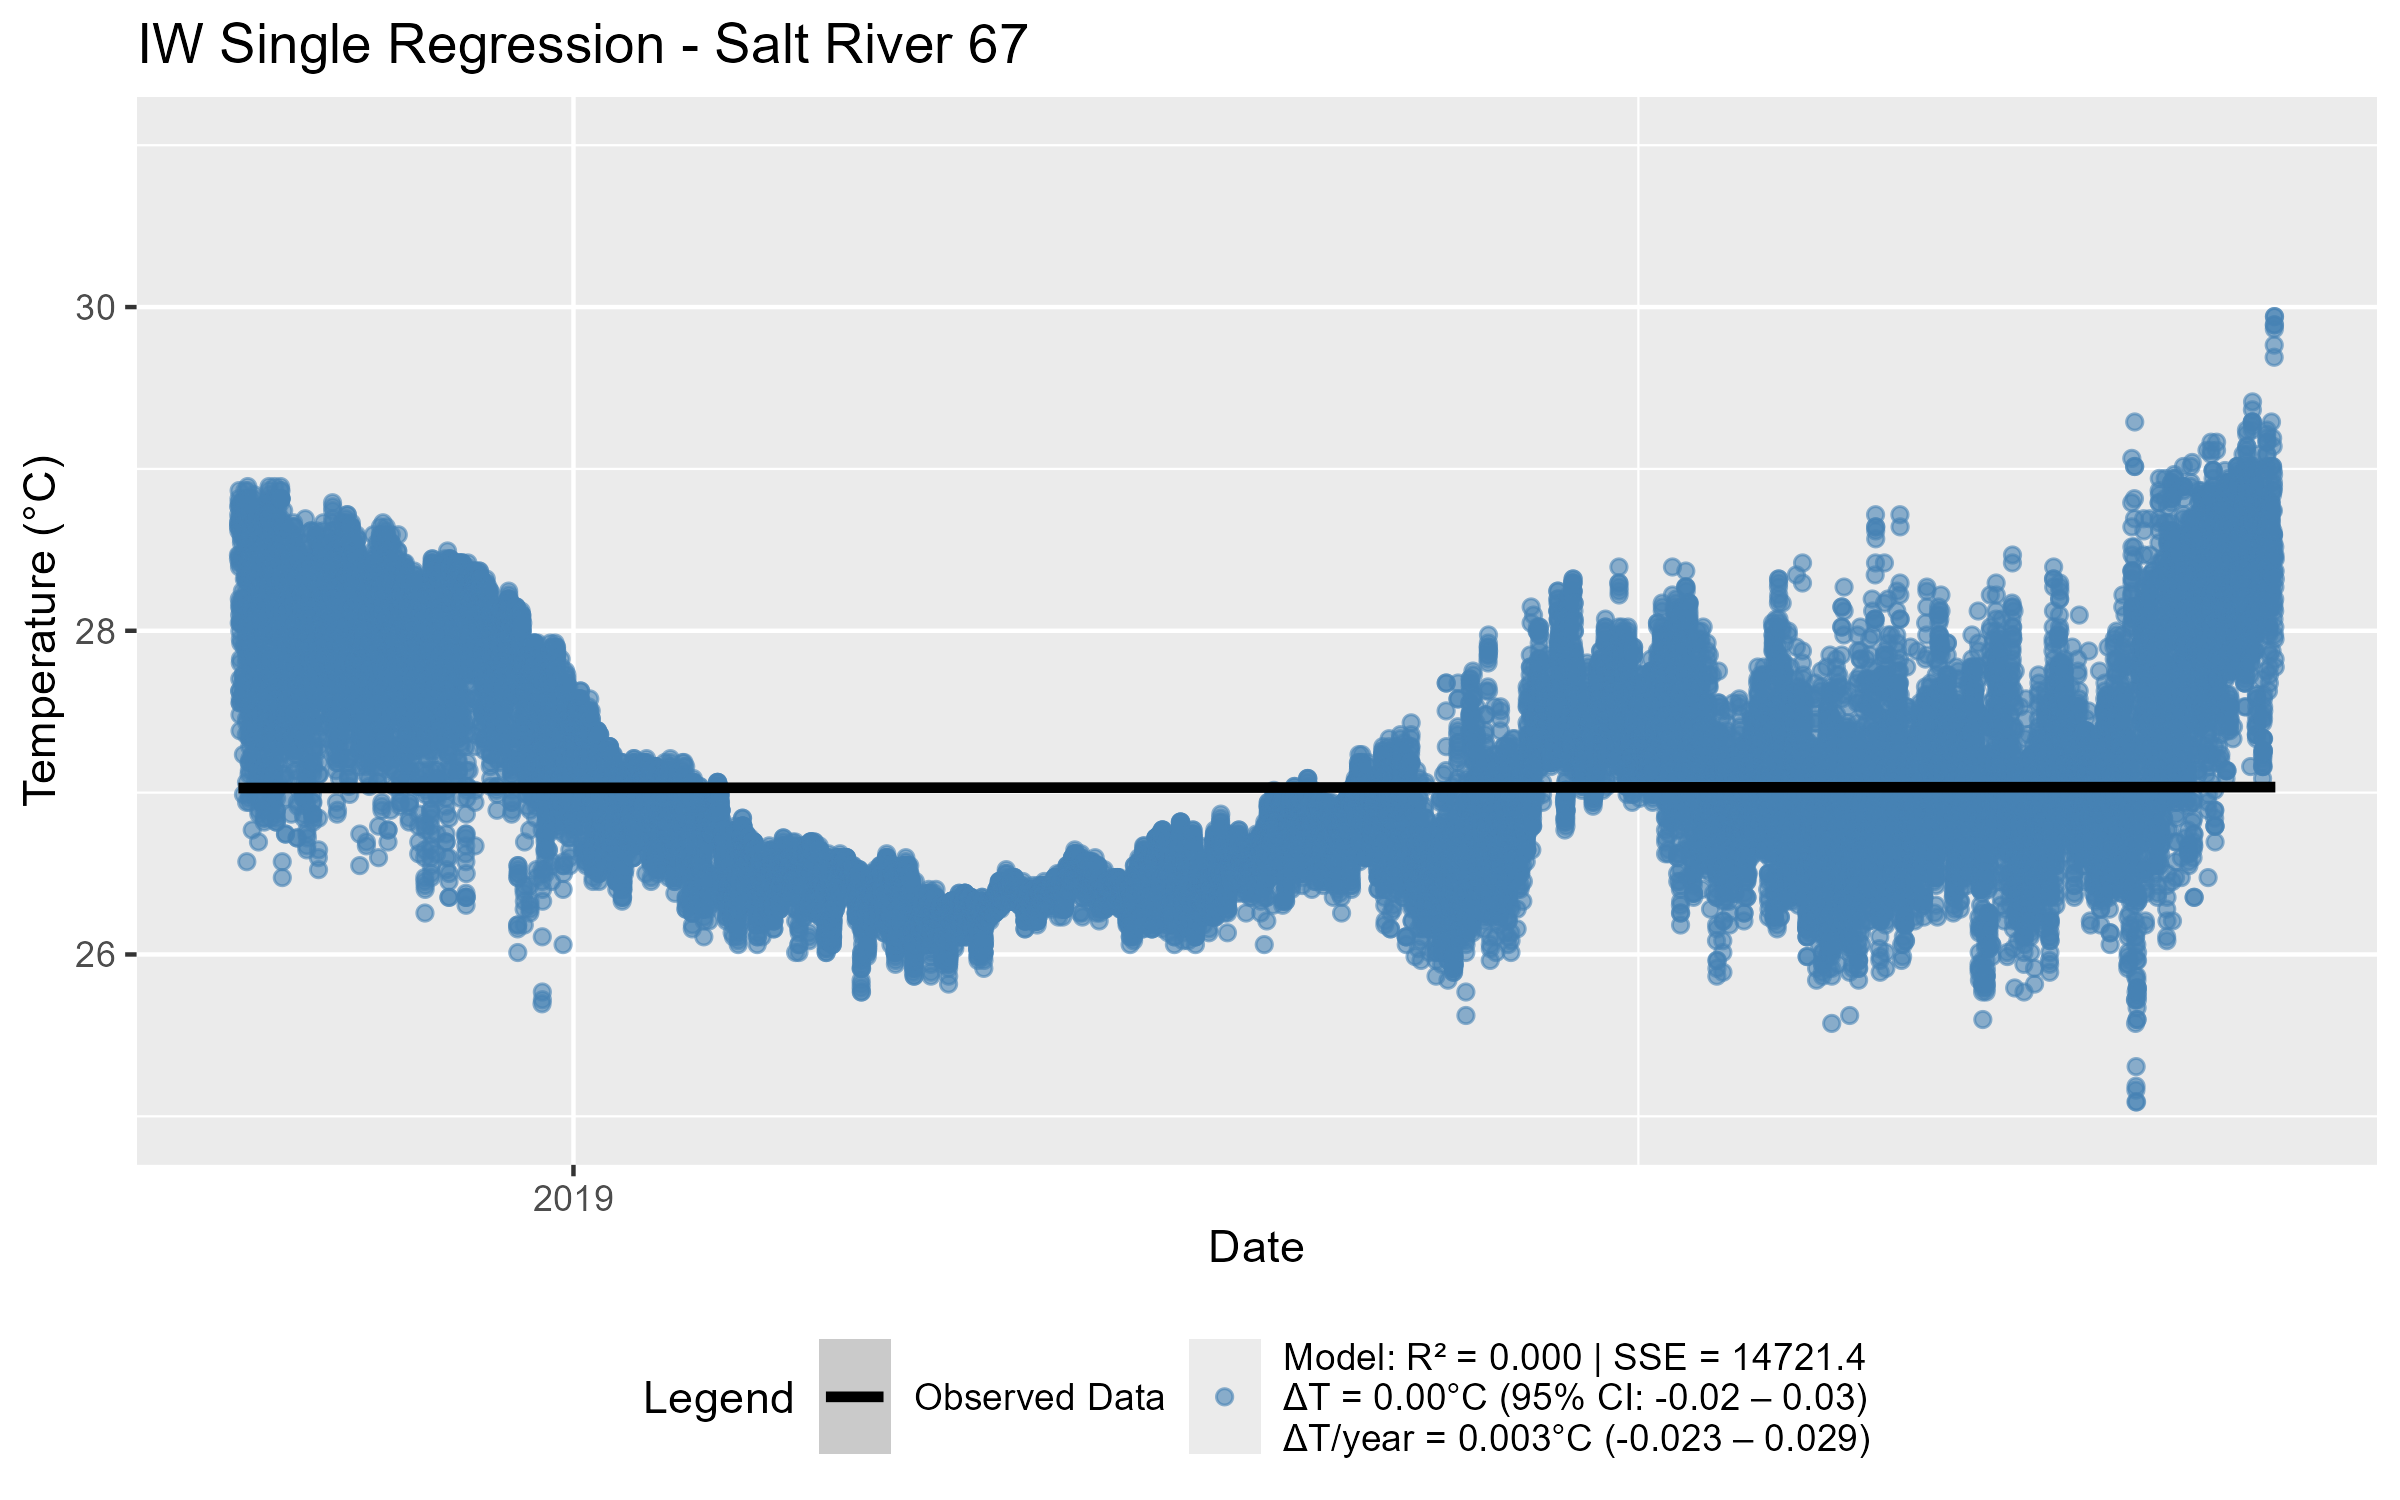 IW Single Regression - Salt River 67
Temperature (°C)
30
28
26
2019
Date
Legend
Observed Data
Model: R² = 0.000 | SSE = 14721.4
ΔT = 0.00°C (95% CI: -0.02 – 0.03)
ΔT/year = 0.003°C (-0.023 – 0.029)